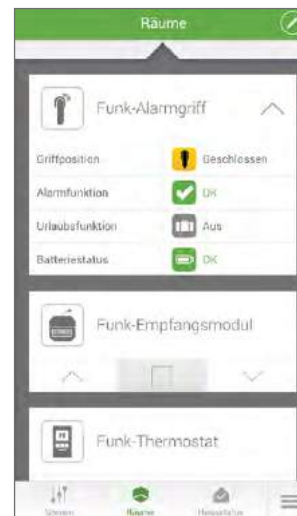 Räume
Funk-Alarmgriff
Griffposition Geschlossen
Alarmfunktion OK
Urlaubsfunktion Aus
Batteriestatus OK
Funk-Empfangsmodul
Funk-Thermostat
Räume